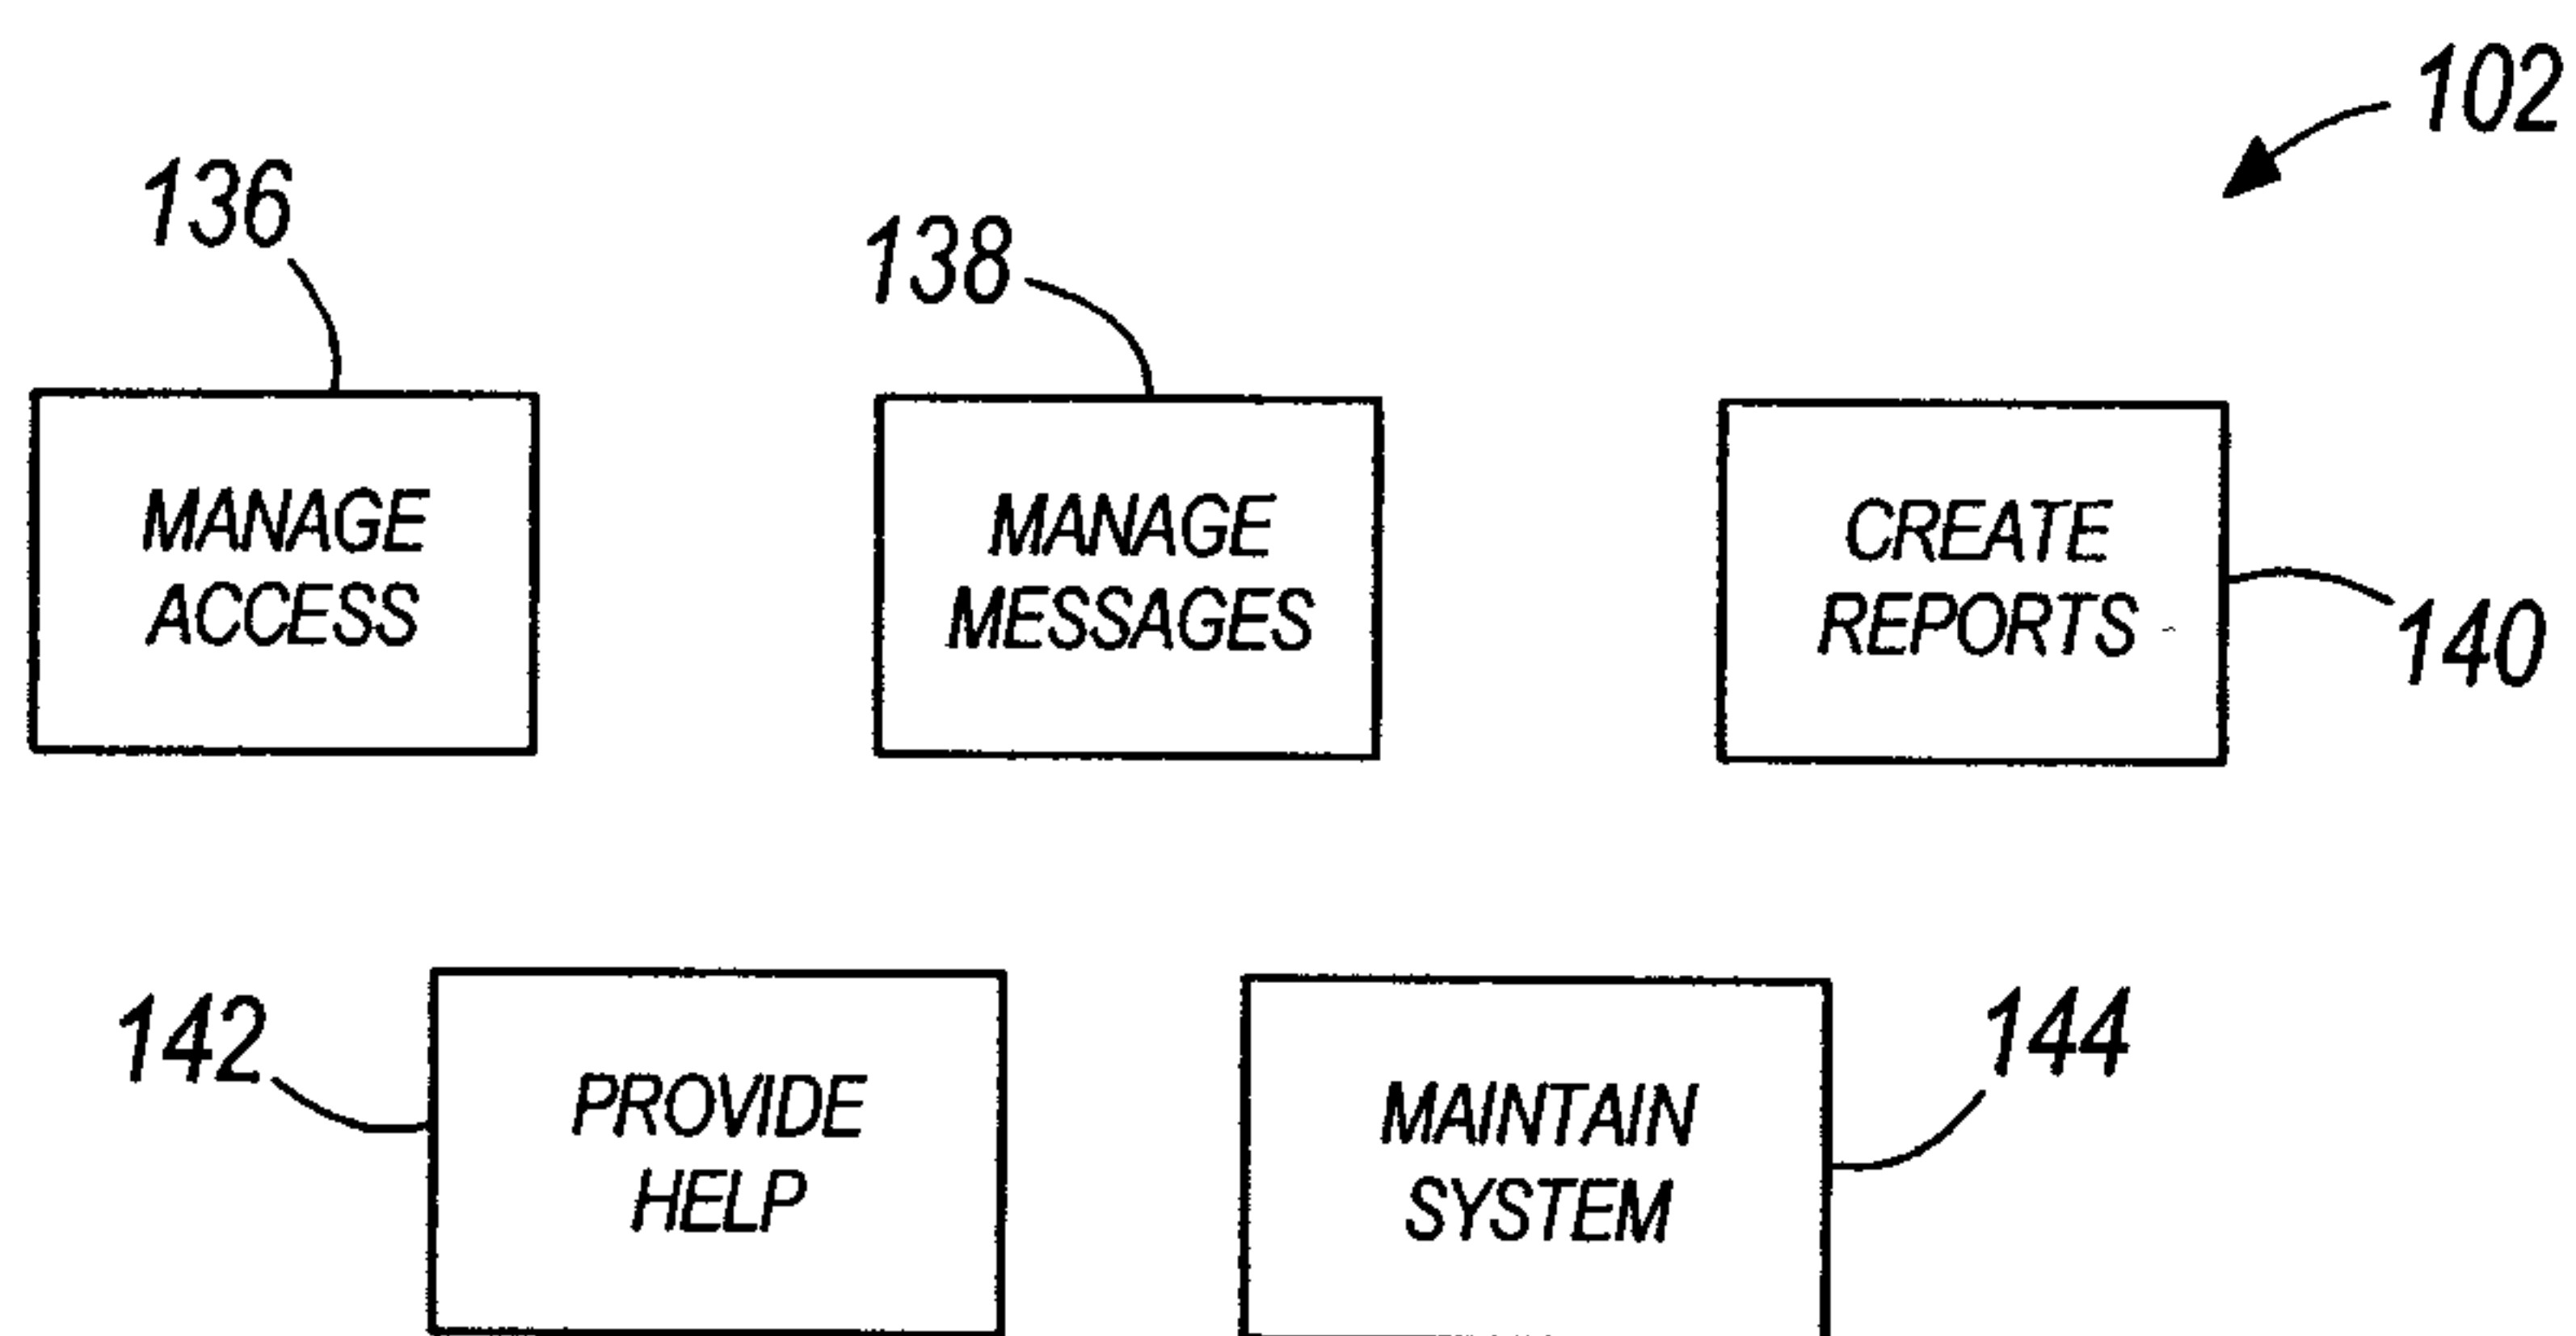 102
136
138
MANAGE
ACCESS
MANAGE
MESSAGES
CREATE
REPORTS
140
142
PROVIDE
HELP
MAINTAIN
SYSTEM
144